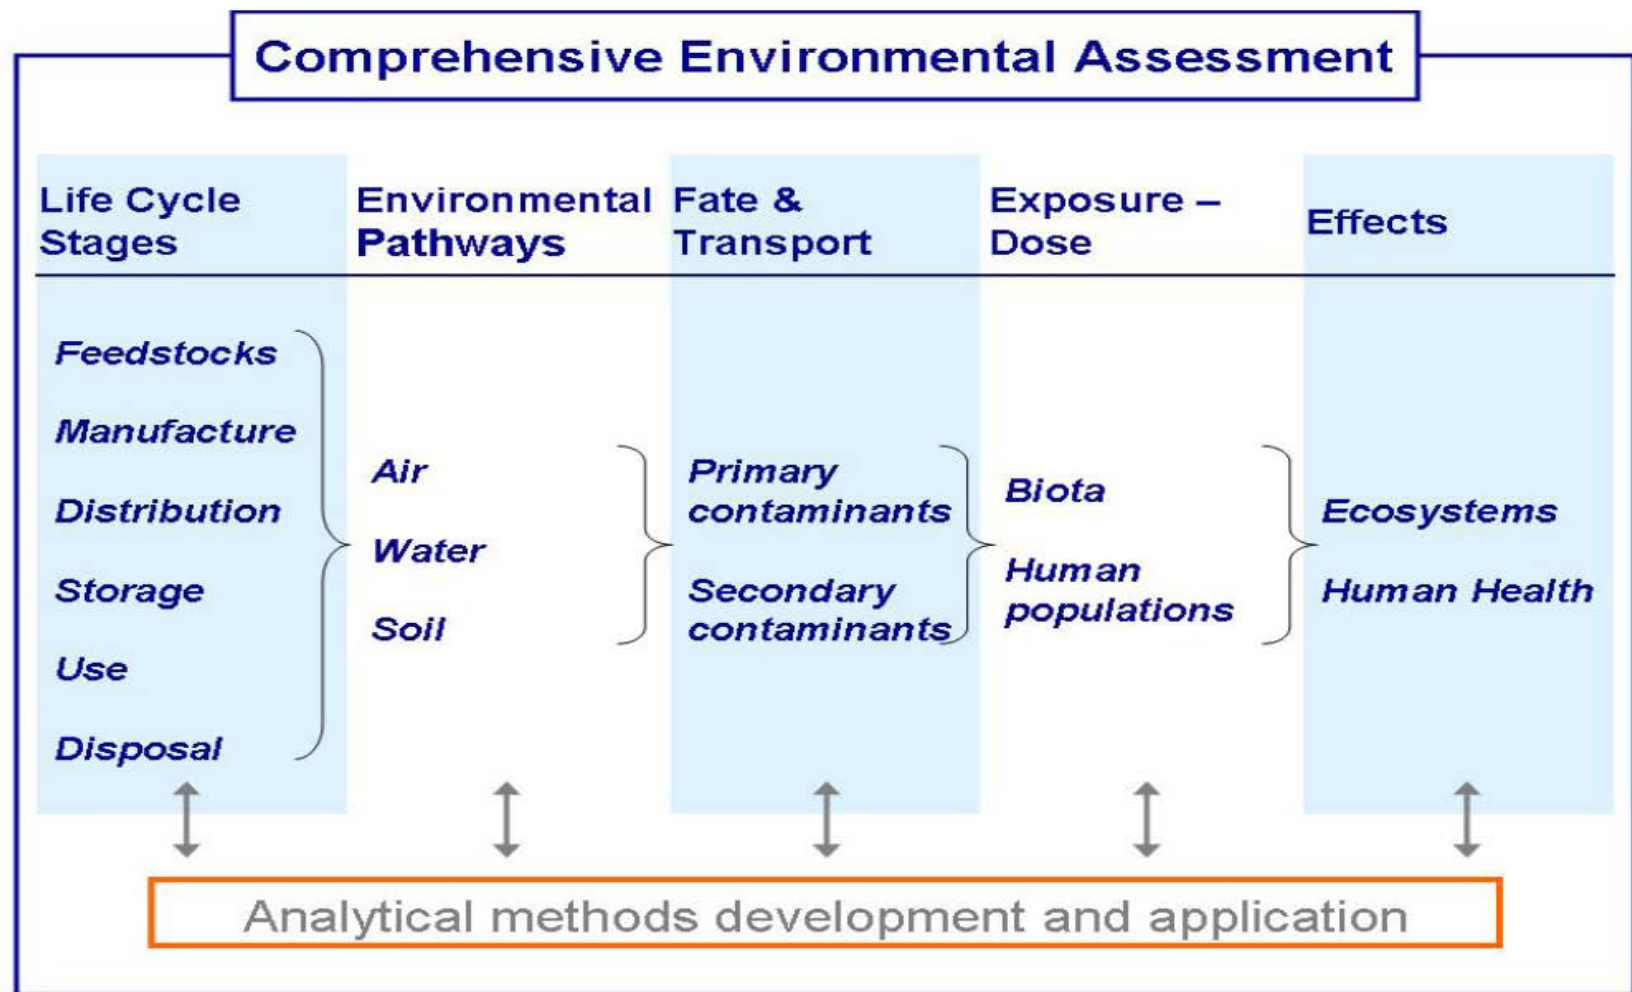 Comprehensive Environmental Assessment
Life Cycle
Stages
Environmental
Pathways
Fate &
Transport
Exposure –
Dose
Effects
Feedstocks
Manufacture
Distribution
Storage
Use
Disposal
Air
Water
Soil
Primary
contaminants
Secondary
contaminants
Biota
Human
populations
Ecosystems
Human Health
Analytical methods development and application